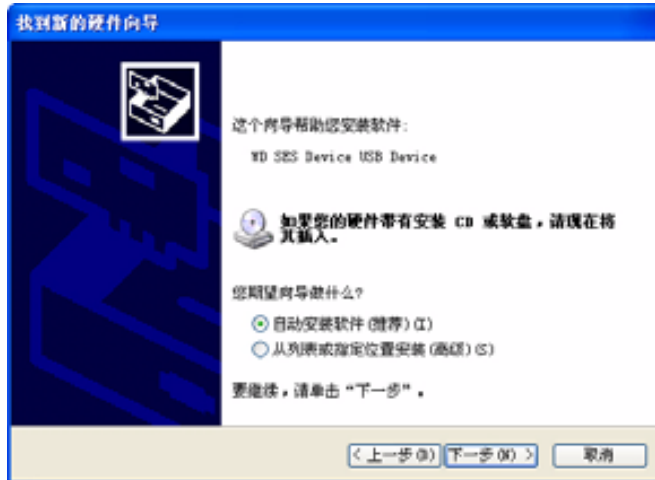 找到新的硬件向导
这个向导帮助您安装软件:
WD SES Device USB Device
如果您的硬件带有安装 CD 或软盘，请现在将
其插入。
您期望向导做什么?
自动安装软件(推荐)(I)
从列表或指定位置安装(高级)(S)
要继续，请单击“下一步”。
< 上一步(B) 下一步(N) > 取消